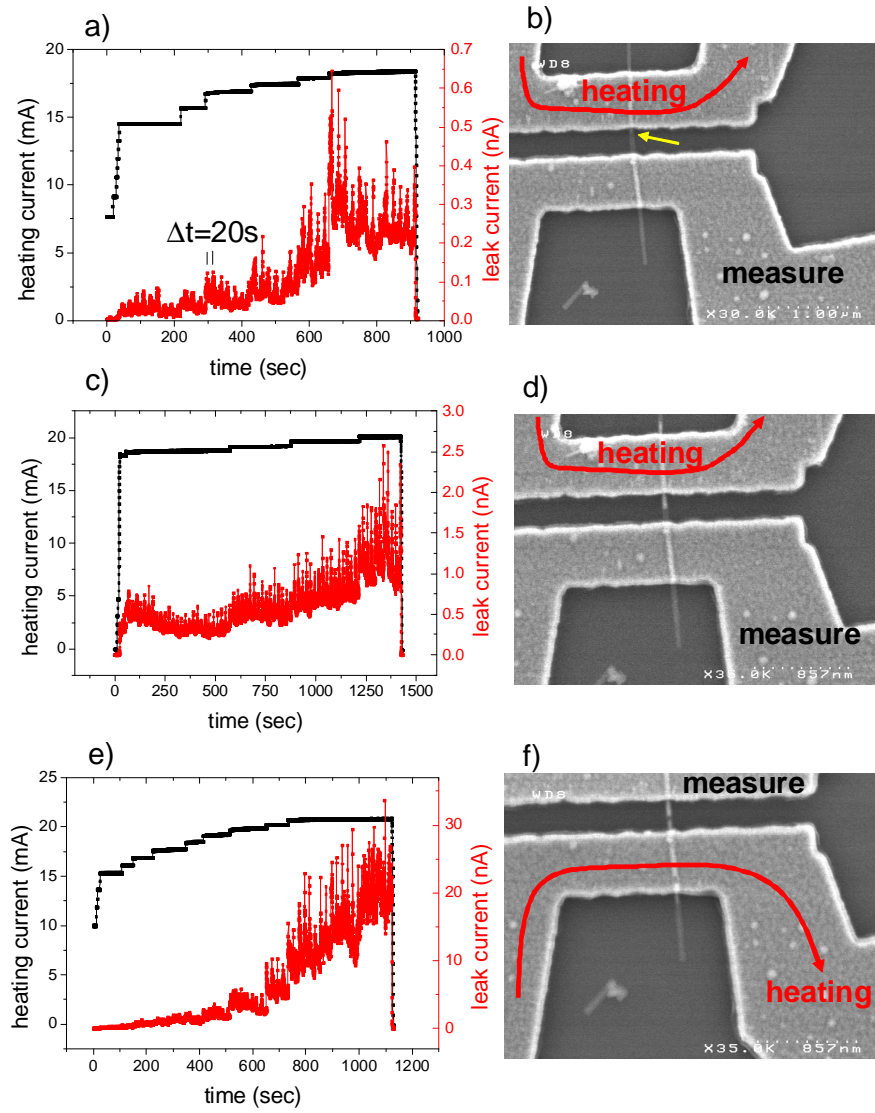 a)
0.7
0.6
0.5
0.4
0.3
0.2
0.1
0.0
20
15
10
5
0
0 200 400 600 800 1000
heating current (mA)
leak current (nA)
time (sec)
Δt=20s
b)
WD8
heating
measure
X30.0K 1.00µm
c)
3.0
2.5
2.0
1.5
1.0
0.5
0.0
20
15
10
5
0
0 250 500 750 1000 1250 1500
heating current (mA)
leak current (nA)
time (sec)
d)
WD8
heating
measure
857nm
e)
25
20
15
10
5
0
30
20
10
0
0 200 400 600 800 1000 1200
heating current (mA)
leak current (nA)
time (sec)
f)
measure
WD8
heating
X35.0K 857nm